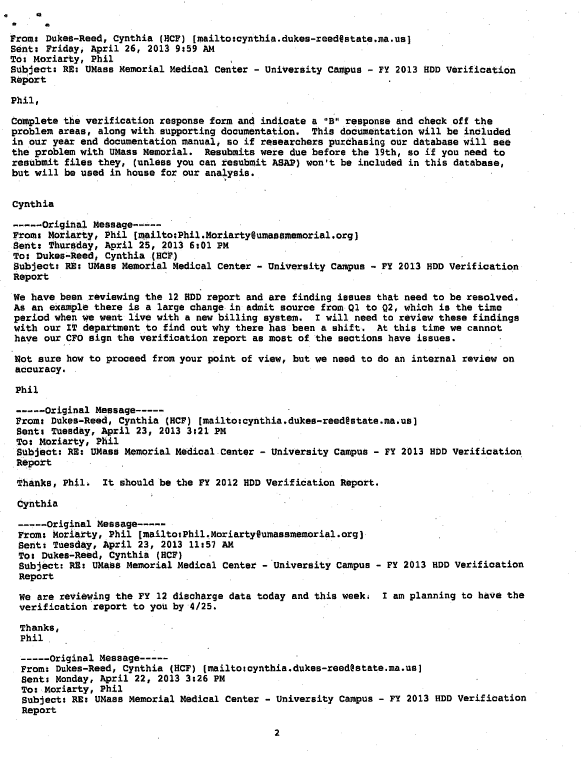 From: Dukes-Reed, Cynthia (HCF) [mailto:cynthia.dukes-reed@state.ma.us]
Sent: Friday, April 26, 2013 9:59 AM
To: Moriarty, Phil
Subject: RE: UMass Memorial Medical Center - University Campus - FY 2013 HDD Verification
Report
Phil,
Complete the verification response form and indicate a "B" response and check off the
problem areas, along with supporting documentation. This documentation will be included
in our year end documentation manual, so if researchers purchasing our database will see
the problem with UMass Memorial. Resubmits were due before the 19th, so if you need to
resubmit files they, (unless you can resubmit ASAP) won't be included in this database,
but will be used in house for our analysis.
Cynthia
-----Original Message-----
From: Moriarty, Phil [mailto:Phil.Moriarty@umassmemorial.org]
Sent: Thursday, April 25, 2013 6:01 PM
To: Dukes-Reed, Cynthia (HCF)
Subject: RE: UMass Memorial Medical Center - University Campus - FY 2013 HDD Verification
Report
We have been reviewing the 12 HDD report and are finding issues that need to be resolved.
As an example there is a large change in admit source from Q1 to Q2, which is the time
period when we went live with a new billing system. I will need to review these findings
with our IT department to find out why there has been a shift. At this time we cannot
have our CFO sign the verification report as most of the sections have issues.
Not sure how to proceed from your point of view, but we need to do an internal review on
accuracy.
Phil
-----Original Message-----
From: Dukes-Reed, Cynthia (HCF) [mailto:cynthia.dukes-reed@state.ma.us]
Sent: Tuesday, April 23, 2013 3:21 PM
To: Moriarty, Phil
Subject: RE: UMass Memorial Medical Center - University Campus - FY 2013 HDD Verification
Report
Thanks, Phil. It should be the FY 2012 HDD Verification Report.
Cynthia
-----Original Message-----
From: Moriarty, Phil [mailto:Phil.Moriarty@umassmemorial.org]
Sent: Tuesday, April 23, 2013 11:57 AM
To: Dukes-Reed, Cynthia (HCF)
Subject: RE: UMass Memorial Medical Center - University Campus - FY 2013 HDD Verification
Report
We are reviewing the FY 12 discharge data today and this week. I am planning to have the
verification report to you by 4/25.
Thanks,
Phil
-----Original Message-----
From: Dukes-Reed, Cynthia (HCF) [mailto:cynthia.dukes-reed@state.ma.us]
Sent: Monday, April 22, 2013 3:26 PM
To: Moriarty, Phil
Subject: RE: UMass Memorial Medical Center - University Campus - FY 2013 HDD Verification
Report
2